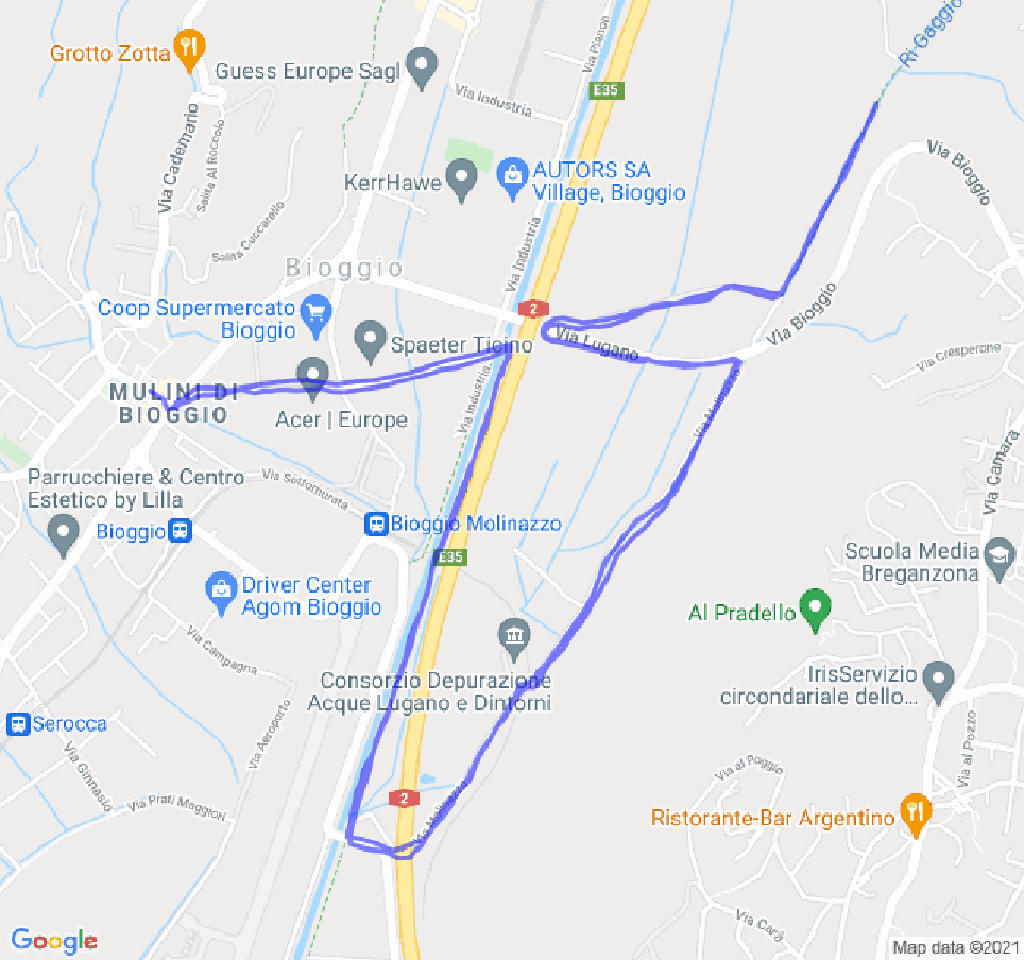 Ri Gaggio
Grotto Zotta
Guess Europe Sagl
Via Pianon
E35
Via Industria
Via Cademario
Salita Al Roccolo
Via Bioggio
AUTORS SA
Village, Bioggio
KerrHawe
Salita Cuccarello
Via Industria
Bioggio
Coop Supermercato
Bioggio
2
Via Bioggio
Spaeter Ticino
Via Lugano
Via Crespe​rone
MULINI DI
BIOGGIO
Acer | Europe
Via Industria
Via Molinazzo
Via Camara
Parrucchiere & Centro
Estetico by Lilla
Via Sottomurata
Bioggio
Bioggio Molinazzo
E35
Scuola Media
Breganzona
Driver Center
Agom Bioggio
Al Pradello
Via Campagna
Consorzio Depurazione
Acque Lugano e Dintorni
IrisServizio
circondariale dello...
Serocca
Via Aeroporto
Via al Pozzo
Via Ginnasio
Via al Poggio
Via Prati Maggiori
2
Via Molinazzo
Ristorante-Bar Argentino
Via Carà
Google
Map data ©2021